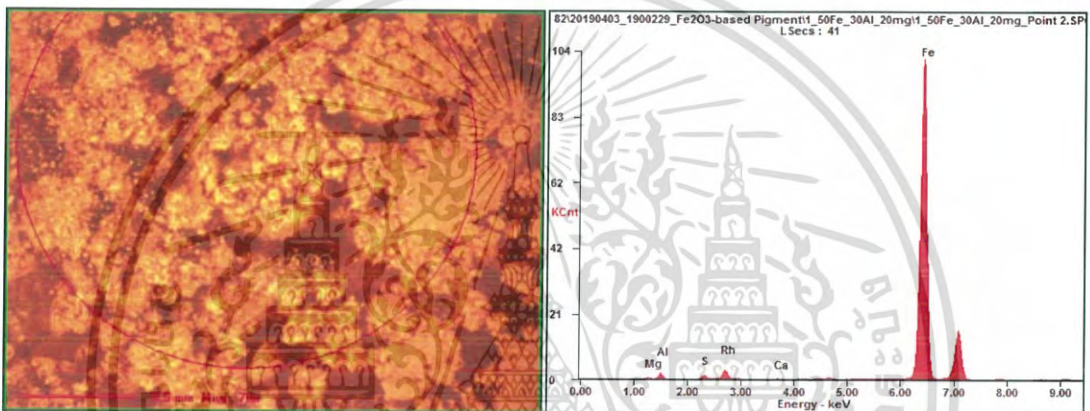 82\20190403_1900229_Fe2O3-based Pigment\1_50Fe_30Al_20mg\1_50Fe_30Al_20mg_Point 2.SP
LSecs : 41
104
Fe
83
62
KCnt
42
21
Al
Rh
Mg
S
Ca
0
0.00 1.00 2.00 3.00 4.00 5.00 6.00 7.00 8.00 9.00
Energy - keV